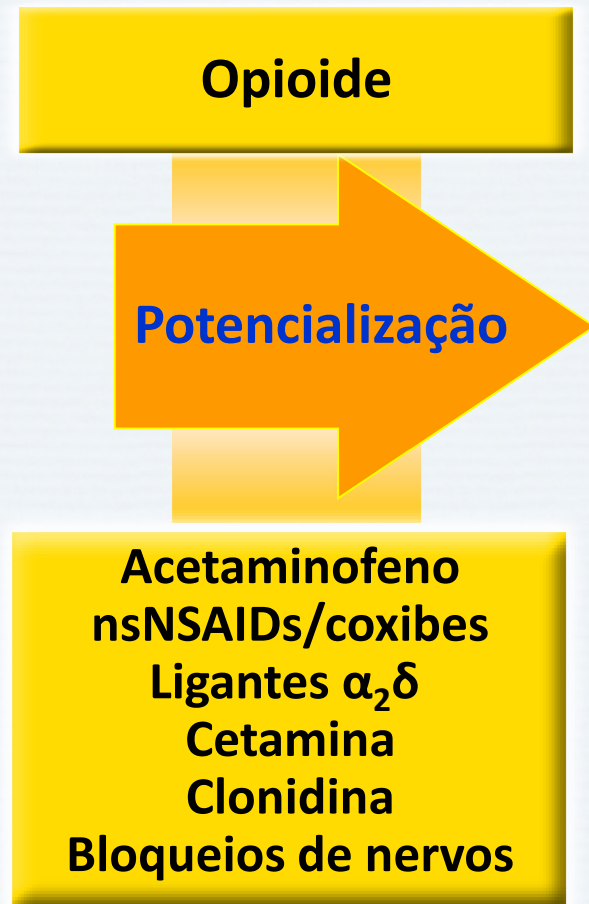 Opioide
Potencialização
Acetaminofeno
nsNSAIDs/coxibes
Ligantes α₂δ
Cetamina
Clonidina
Bloqueios de nervos